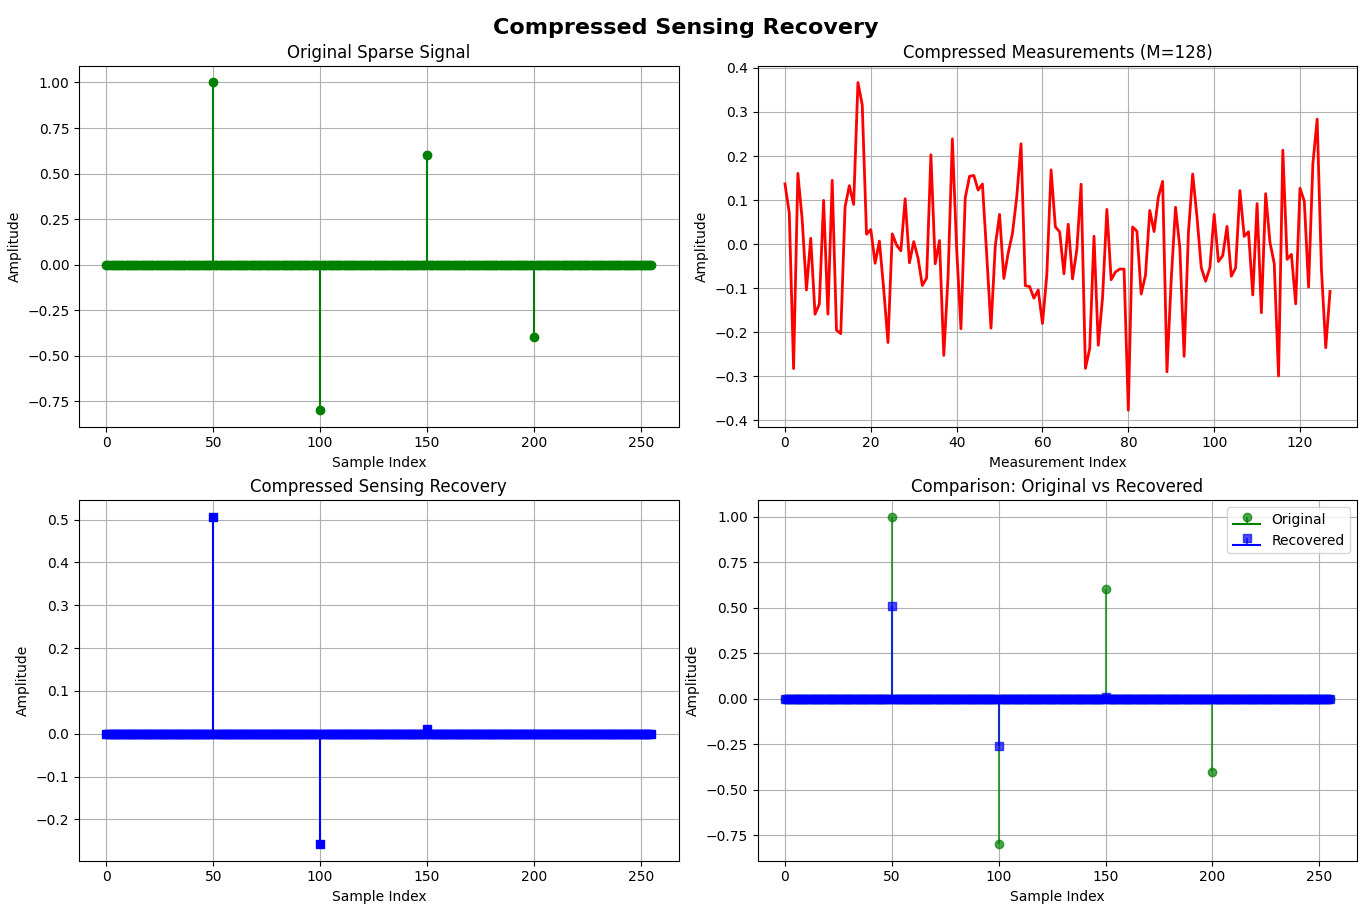 Compressed Sensing Recovery
Original Sparse Signal
1.00
0.75
0.50
0.25
0.00
−0.25
−0.50
−0.75
Amplitude
0 50 100 150 200 250
Sample Index
Compressed Measurements (M=128)
0.4
0.3
0.2
0.1
0.0
−0.1
−0.2
−0.3
−0.4
Amplitude
0 20 40 60 80 100 120
Measurement Index
Compressed Sensing Recovery
0.5
0.4
0.3
0.2
0.1
0.0
−0.1
−0.2
Amplitude
0 50 100 150 200 250
Sample Index
Comparison: Original vs Recovered
1.00
0.75
0.50
0.25
0.00
−0.25
−0.50
−0.75
Amplitude
Original
Recovered
0 50 100 150 200 250
Sample Index